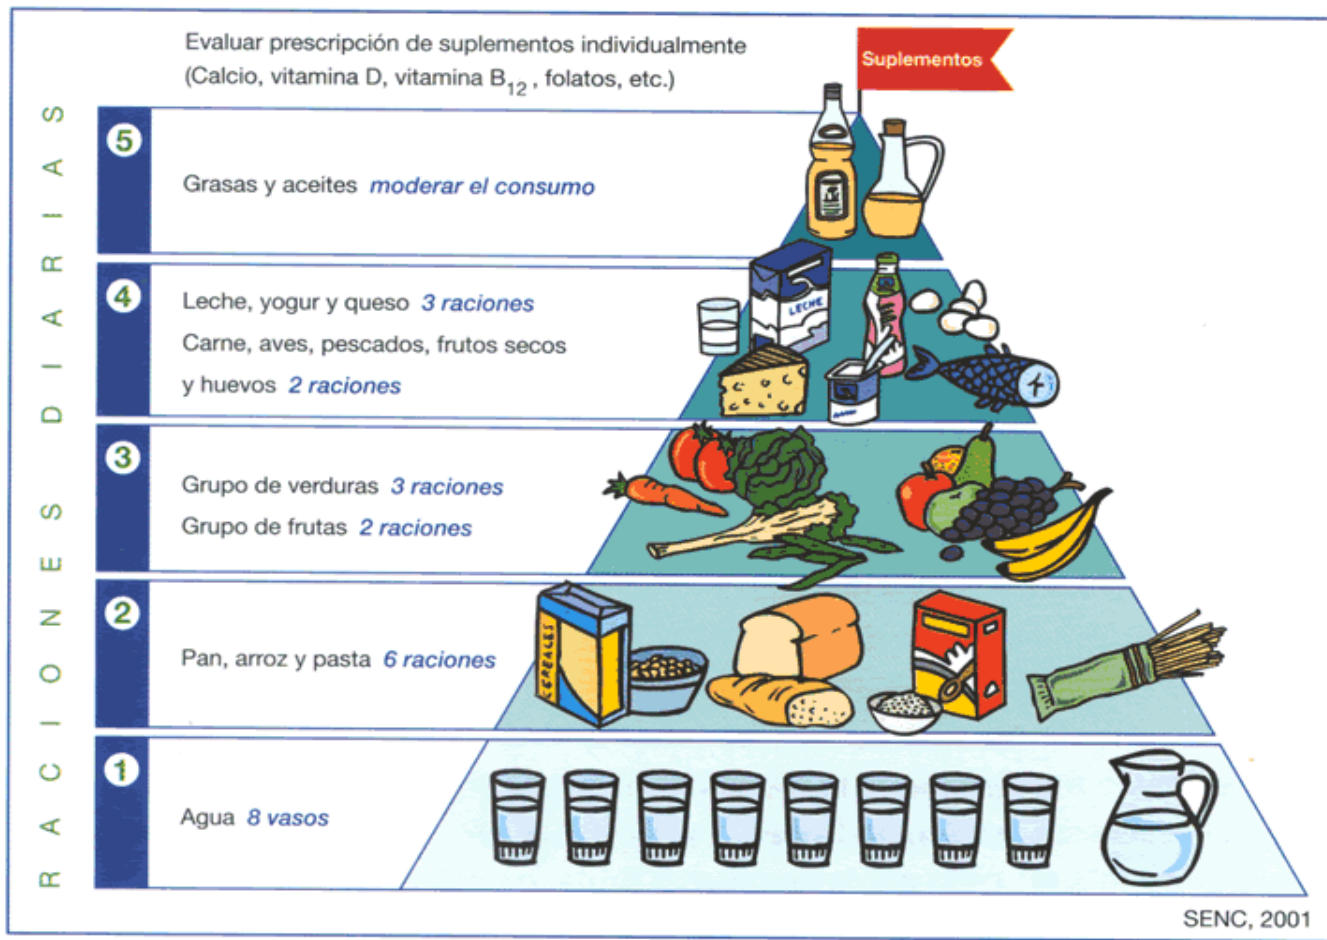 Evaluar prescripción de suplementos individualmente
(Calcio, vitamina D, vitamina B12, folatos, etc.)
Suplementos
RACIONES DIARIAS
5
Grasas y aceites moderar el consumo
4
Leche, yogur y queso 3 raciones
Carne, aves, pescados, frutos secos
y huevos 2 raciones
LECHE
3
Grupo de verduras 3 raciones
Grupo de frutas 2 raciones
2
Pan, arroz y pasta 6 raciones
CEREALES
1
Agua 8 vasos
SENC, 2001